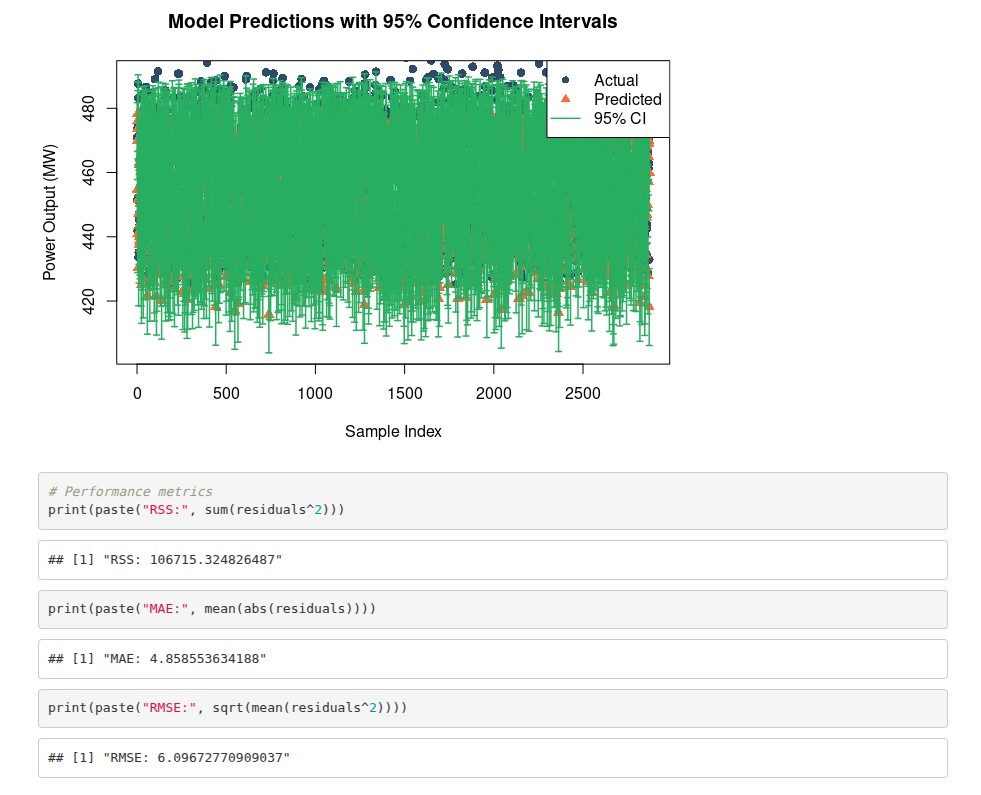 Model Predictions with 95% Confidence Intervals
Actual
Predicted
95% CI
480
460
440
420
Power Output (MW)
0 500 1000 1500 2000 2500
Sample Index
# Performance metrics
print(paste("RSS:", sum(residuals^2)))
## [1] "RSS: 106715.324826487"
print(paste("MAE:", mean(abs(residuals))))
## [1] "MAE: 4.858553634188"
print(paste("RMSE:", sqrt(mean(residuals^2))))
## [1] "RMSE: 6.09672770909037"